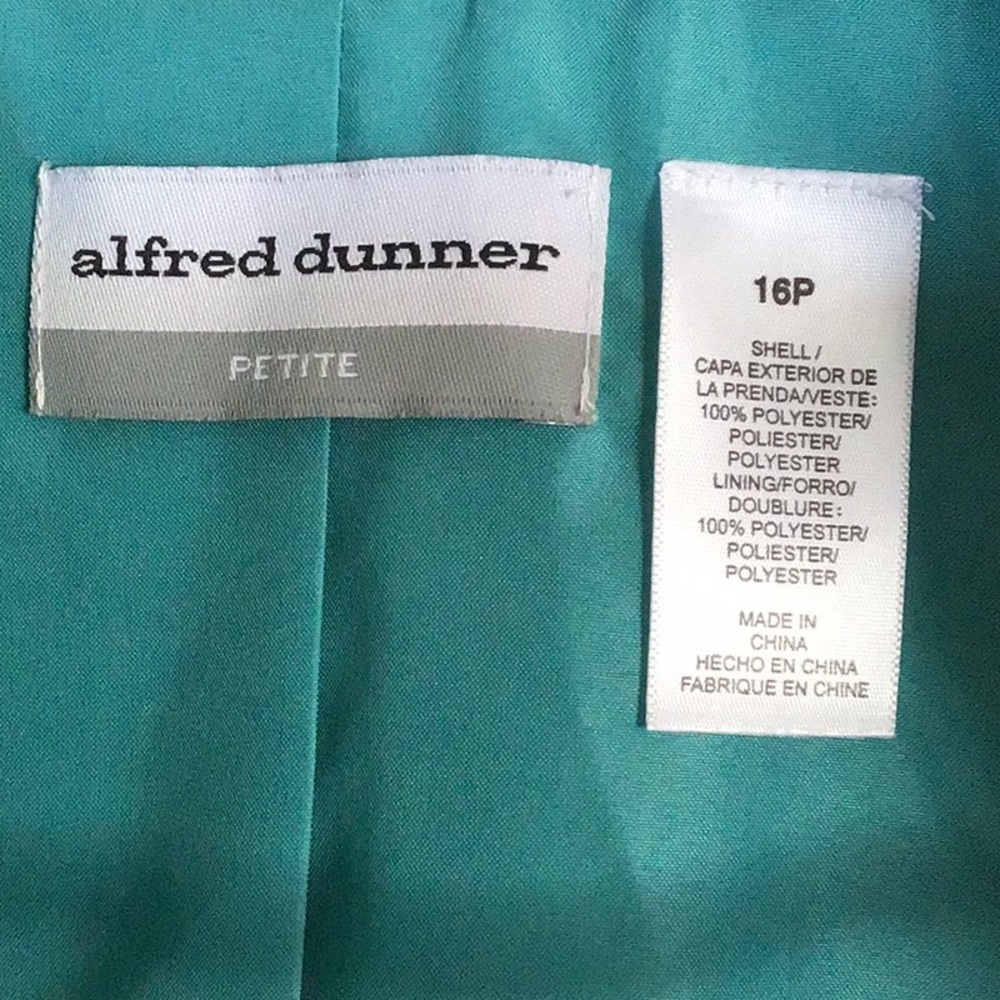 alfred dunner
PETITE
16P
SHELL/
CAPA EXTERIOR DE
LA PRENDA/VESTE:
100% POLYESTER/
POLIESTER/
POLYESTER
LINING/FORRO/
DOUBLURE:
100% POLYESTER/
POLIESTER/
POLYESTER
MADE IN
CHINA
HECHO EN CHINA
FABRIQUE EN CHINE